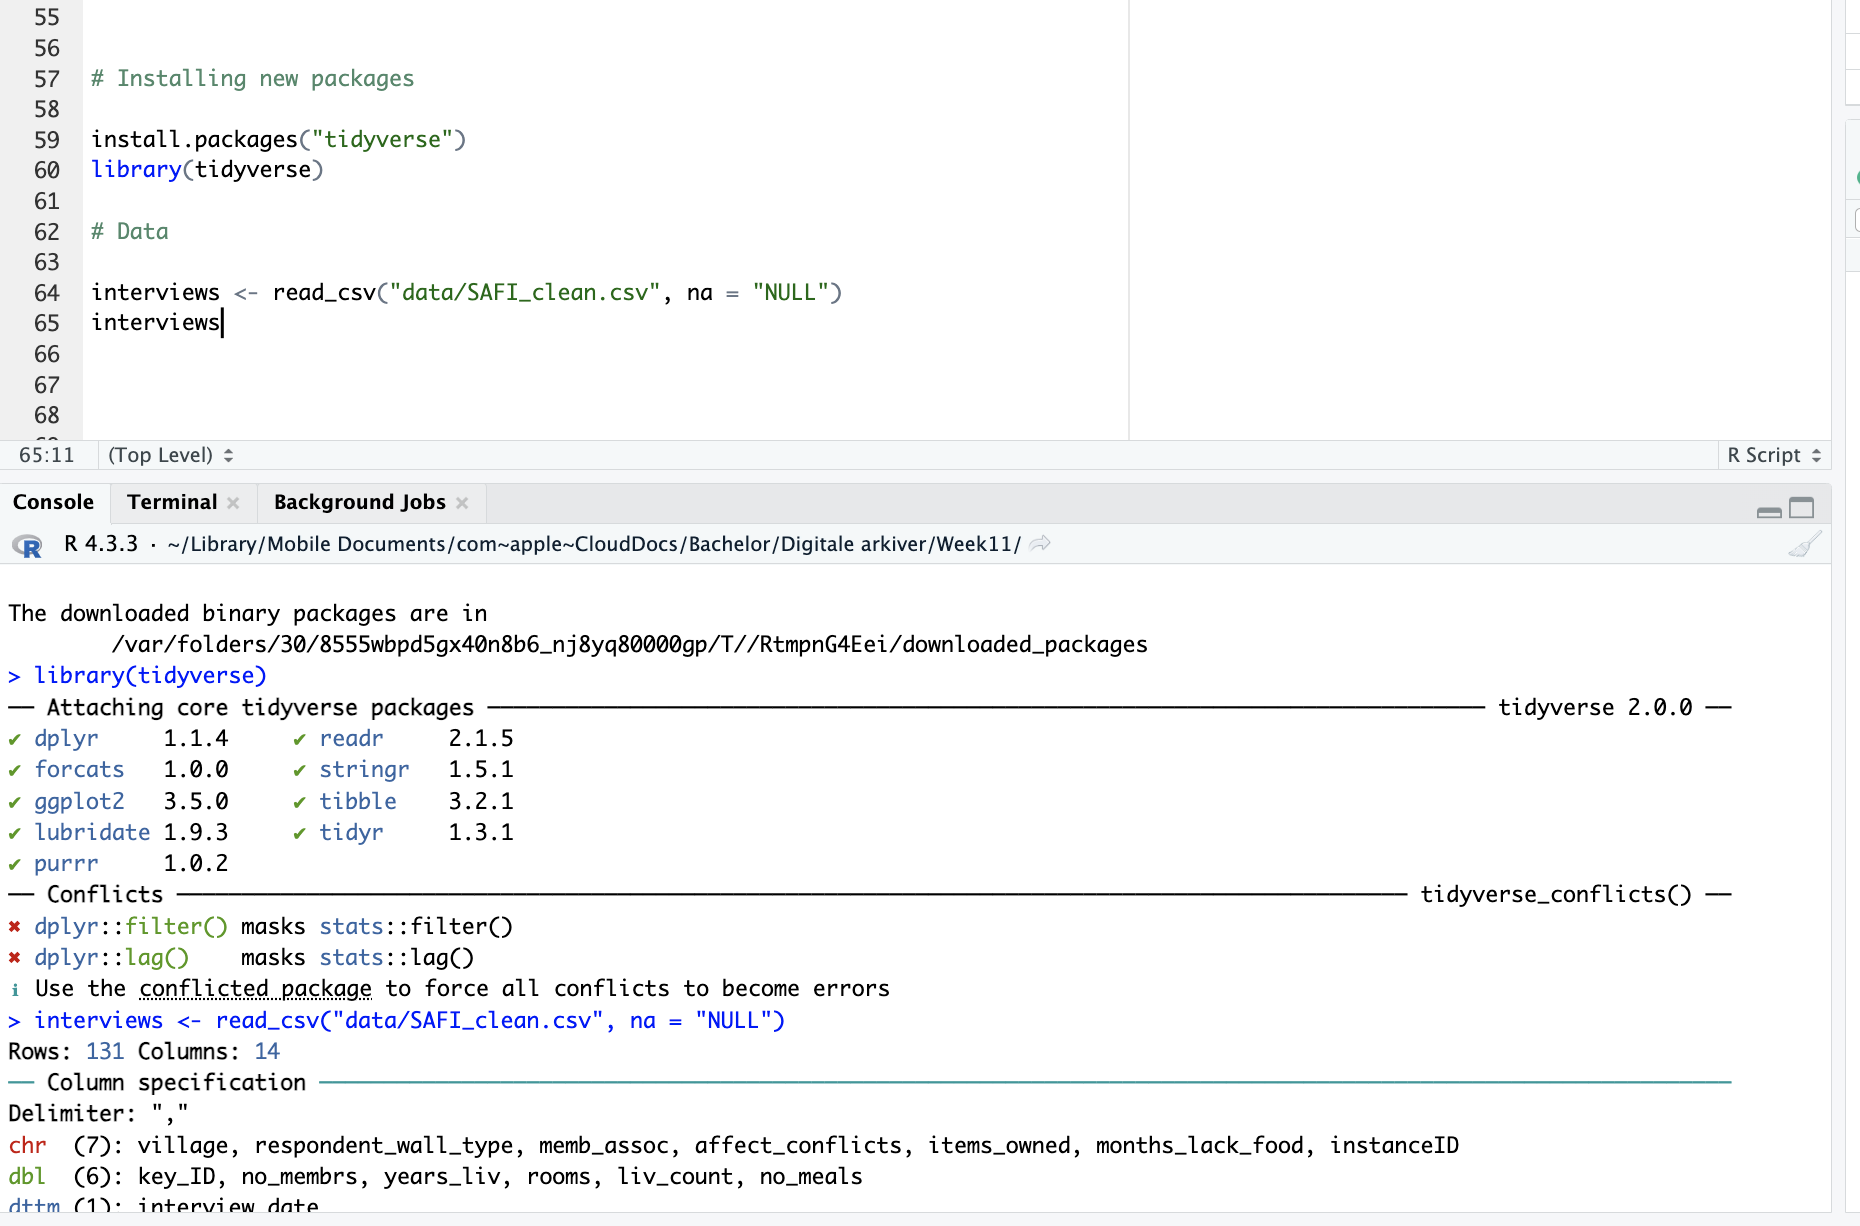 55
56
57 # Installing new packages
58
59 install.packages("tidyverse")
60 library(tidyverse)
61
62 # Data
63
64 interviews <- read_csv("data/SAFI_clean.csv", na = "NULL")
65 interviews
66
67
68
65:11 (Top Level) R Script
Console Terminal Background Jobs
R 4.3.3 · ~/Library/Mobile Documents/com~apple~CloudDocs/Bachelor/Digitale arkiver/Week11/
The downloaded binary packages are in
/var/folders/30/8555wbpd5gx40n8b6_nj8yq80000gp/T//RtmpnG4Eei/downloaded_packages
> library(tidyverse)
── Attaching core tidyverse packages ── tidyverse 2.0.0 ──
✔ dplyr 1.1.4 ✔ readr 2.1.5
✔ forcats 1.0.0 ✔ stringr 1.5.1
✔ ggplot2 3.5.0 ✔ tibble 3.2.1
✔ lubridate 1.9.3 ✔ tidyr 1.3.1
✔ purrr 1.0.2
── Conflicts ── tidyverse_conflicts() ──
✖ dplyr::filter() masks stats::filter()
✖ dplyr::lag() masks stats::lag()
ℹ Use the conflicted package to force all conflicts to become errors
> interviews <- read_csv("data/SAFI_clean.csv", na = "NULL")
Rows: 131 Columns: 14
── Column specification ──
Delimiter: ","
chr (7): village, respondent_wall_type, memb_assoc, affect_conflicts, items_owned, months_lack_food, instanceID
dbl (6): key_ID, no_membrs, years_liv, rooms, liv_count, no_meals
dttm (1): interview_date